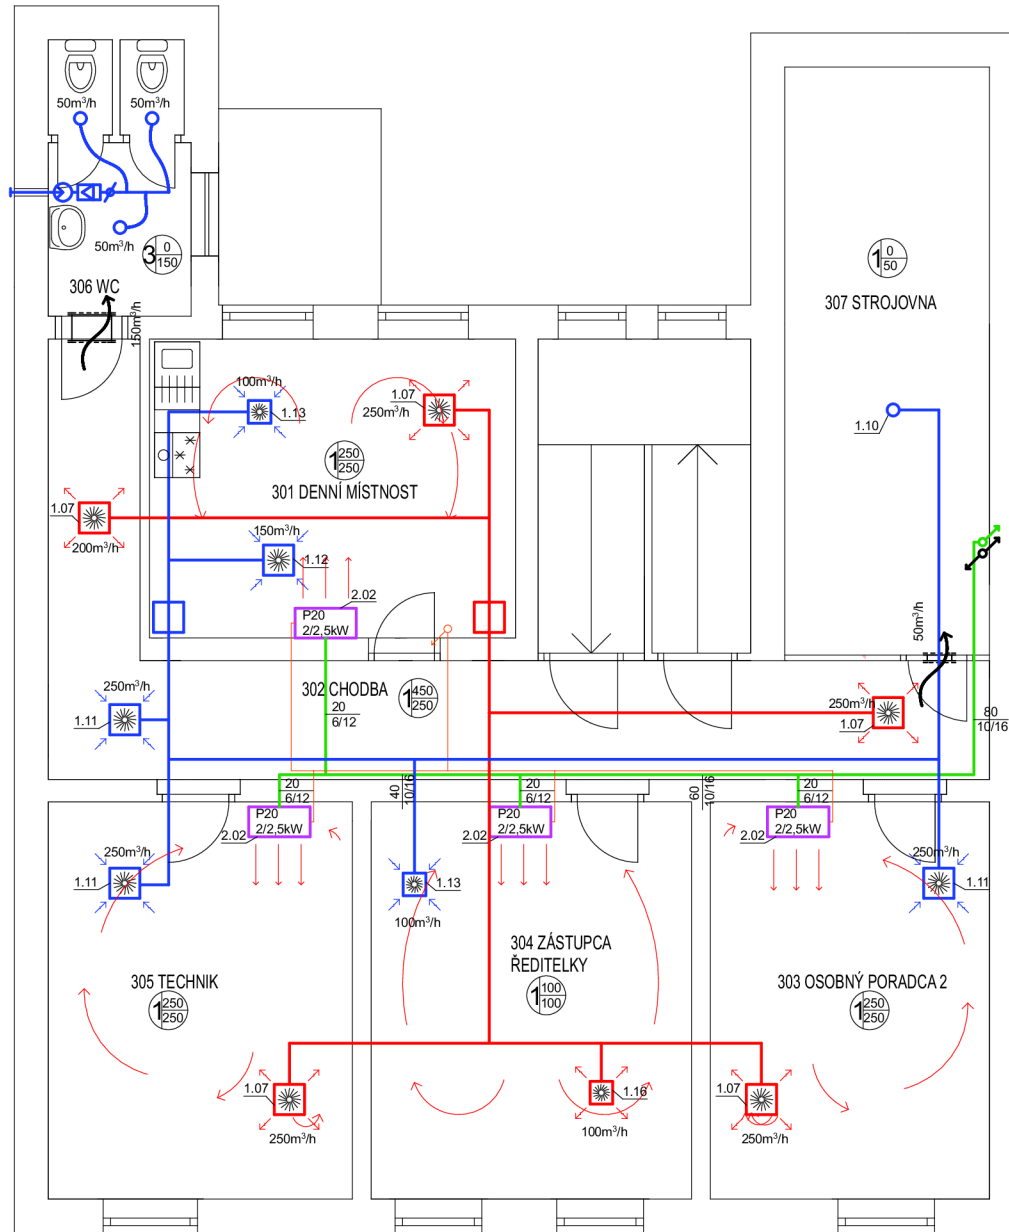 50m³/h
50m³/h
50m³/h
3
0
150
306 WC
150m³/h
1
0
50
307 STROJOVNA
100m³/h
1.13
1.07
250m³/h
1.10
1
250
250
301 DENNÍ MÍSTNOST
1.07
200m³/h
150m³/h
1.12
2.02
P20
2/2,5kW
50m³/h
302 CHODBA
1
450
250
20
6/12
250m³/h
1.11
250m³/h
1.07
80
10/16
20
6/12
40
10/16
20
6/12
60
10/16
20
6/12
P20
2/2,5kW
2.02
P20
2/2,5kW
2.02
P20
2/2,5kW
2.02
250m³/h
1.11
1.13
100m³/h
250m³/h
1.11
305 TECHNIK
1
250
250
304 ZÁSTUPCA
ŘEDITELKY
1
100
100
303 OSOBNÝ PORADCA 2
1
250
250
1.07
250m³/h
1.16
100m³/h
1.07
250m³/h